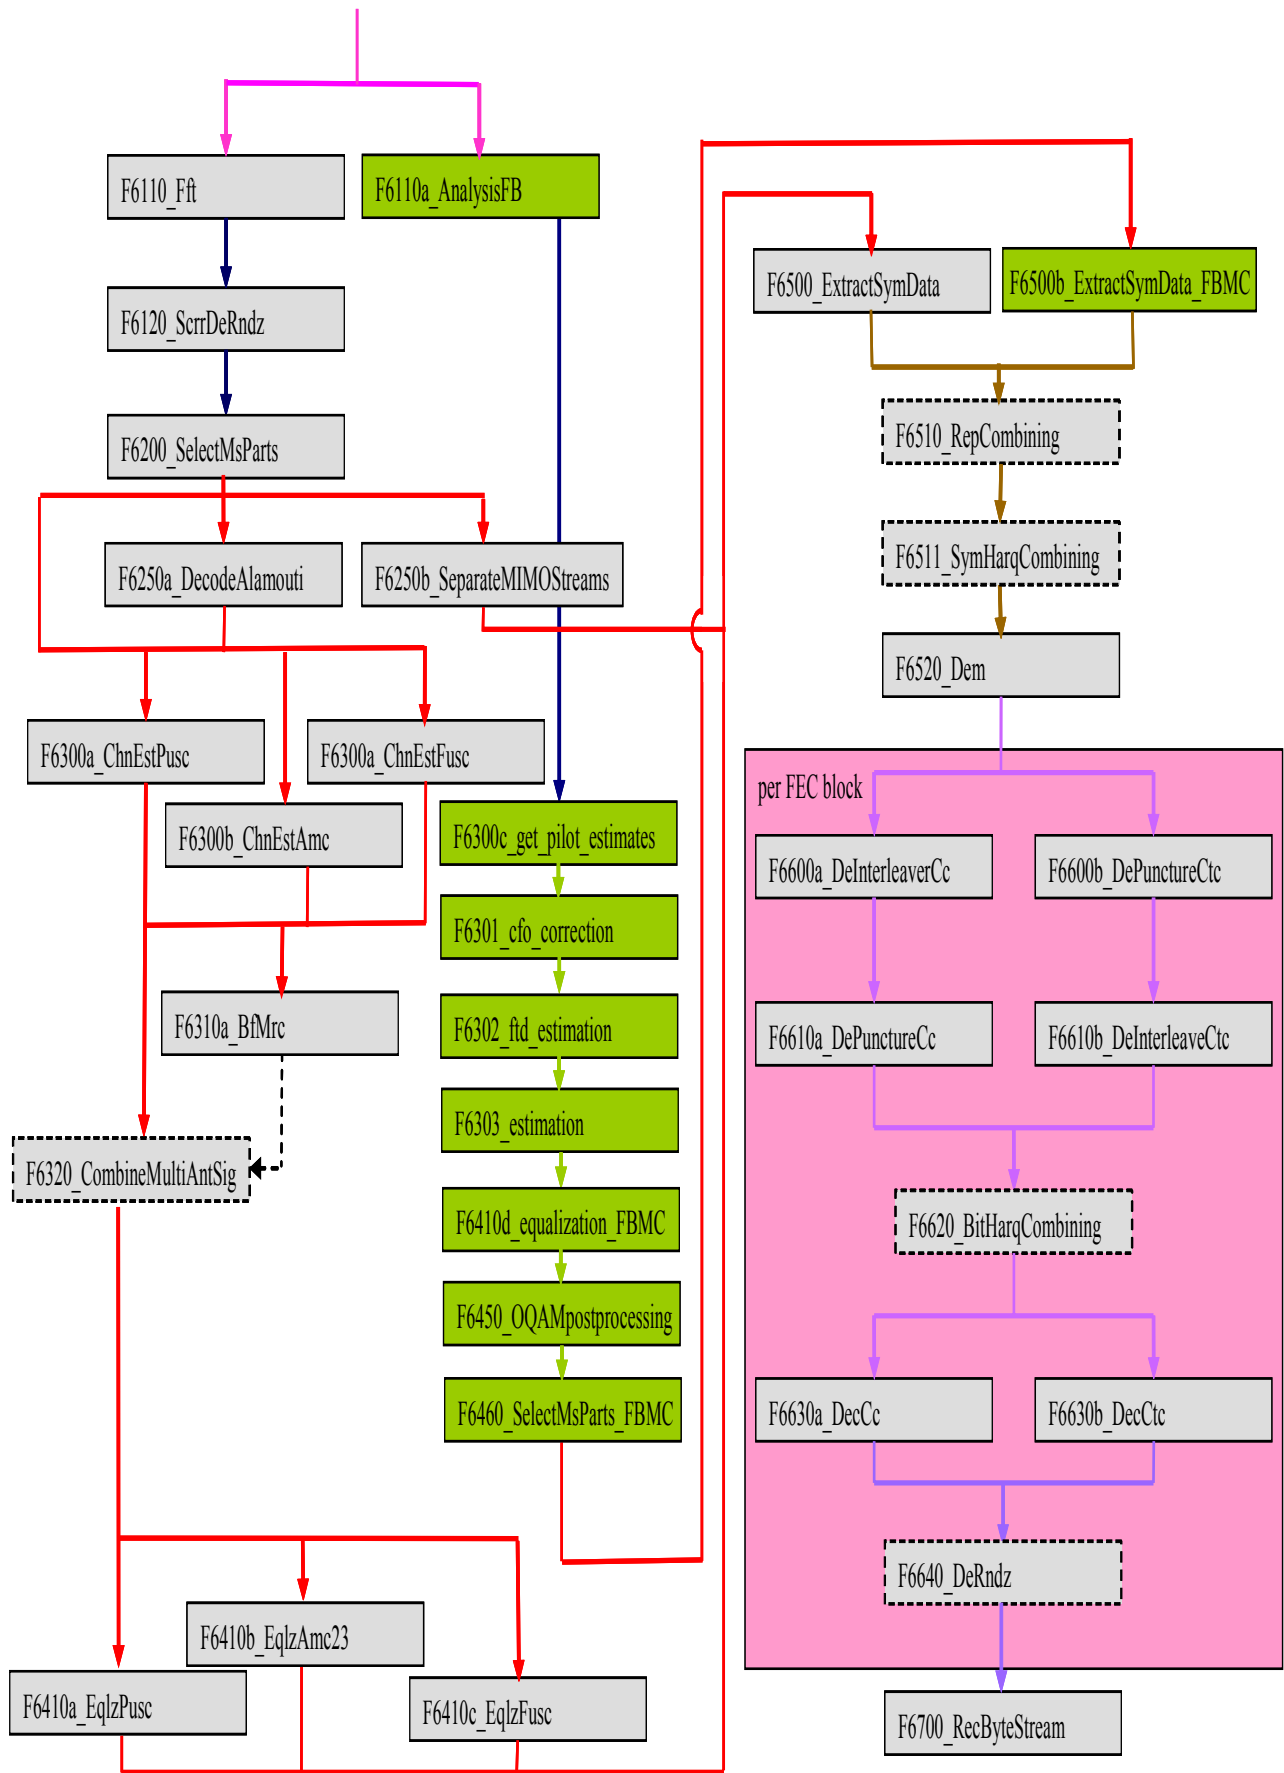 F6110_Fft
F6110a_AnalysisFB
F6120_ScrrDeRndz
F6200_SelectMsParts
F6250a_DecodeAlamouti
F6250b_SeparateMIMOStreams
F6300a_ChnEstPusc
F6300a_ChnEstFusc
F6300b_ChnEstAmc
F6300c_get_pilot_estimates
F6301_cfo_correction
F6310a_BfMrc
F6302_ftd_estimation
F6303_estimation
F6320_CombineMultiAntSig
F6410d_equalization_FBMC
F6450_OQAMpostprocessing
F6460_SelectMsParts_FBMC
F6410b_EqlzAmc23
F6410a_EqlzPusc
F6410c_EqlzFusc
F6500_ExtractSymData
F6500b_ExtractSymData_FBMC
F6510_RepCombining
F6511_SymHarqCombining
F6520_Dem
per FEC block
F6600a_DeInterleaverCc
F6600b_DePunctureCtc
F6610a_DePunctureCc
F6610b_DeInterleaveCtc
F6620_BitHarqCombining
F6630a_DecCc
F6630b_DecCtc
F6640_DeRndz
F6700_RecByteStream